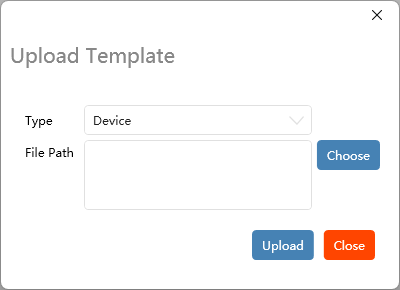 Upload Template
Type Device
File Path Choose
Upload Close